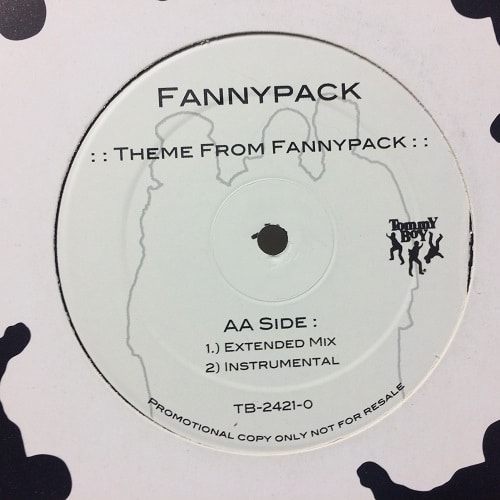 FANNYPACK
:: THEME FROM FANNYPACK ::
Tommy
BOY
AA SIDE :
1.) EXTENDED MIX
2) INSTRUMENTAL
TB-2421-0
PROMOTIONAL COPY ONLY NOT FOR RESALE